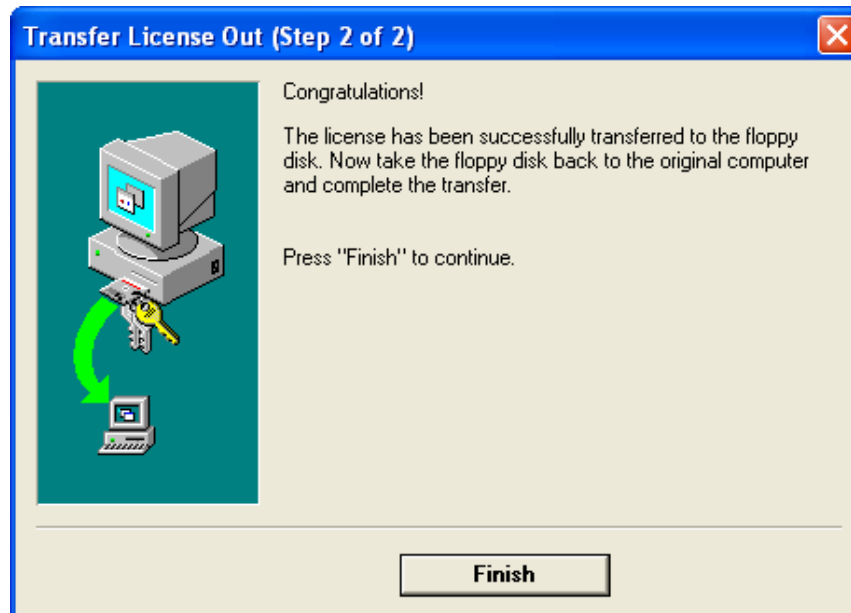 Transfer License Out (Step 2 of 2)
Congratulations!
The license has been successfully transferred to the floppy
disk. Now take the floppy disk back to the original computer
and complete the transfer.
Press "Finish" to continue.
Finish